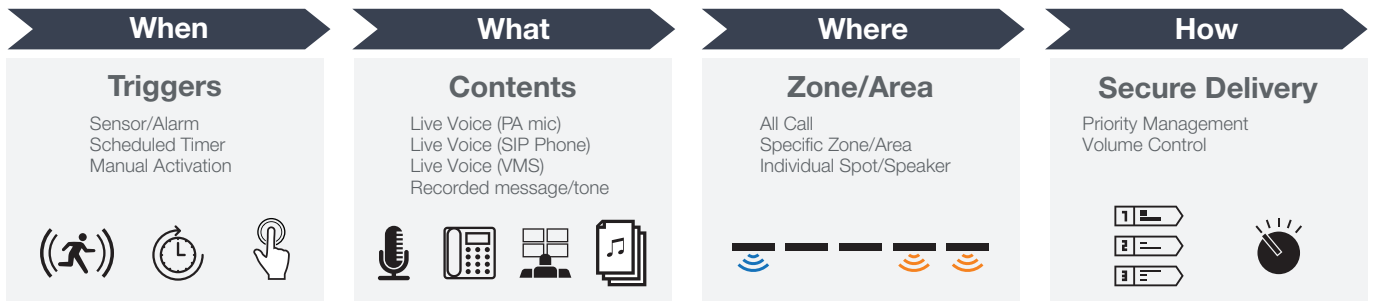 When
Triggers
Sensor/Alarm
Scheduled Timer
Manual Activation
What
Contents
Live Voice (PA mic)
Live Voice (SIP Phone)
Live Voice (VMS)
Recorded message/tone
Where
Zone/Area
All Call
Specific Zone/Area
Individual Spot/Speaker
How
Secure Delivery
Priority Management
Volume Control
1
2
3